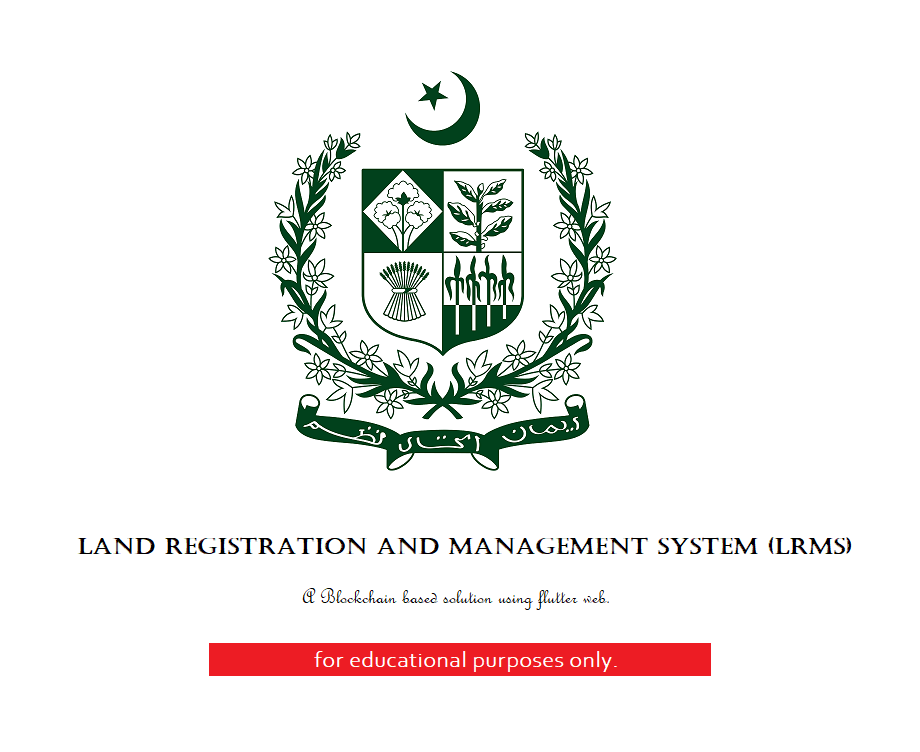 ایمان اتحاد نظم
LAND REGISTRATION AND MANAGEMENT SYSTEM (LRMS)
A Blockchain based solution using flutter web.
for educational purposes only.